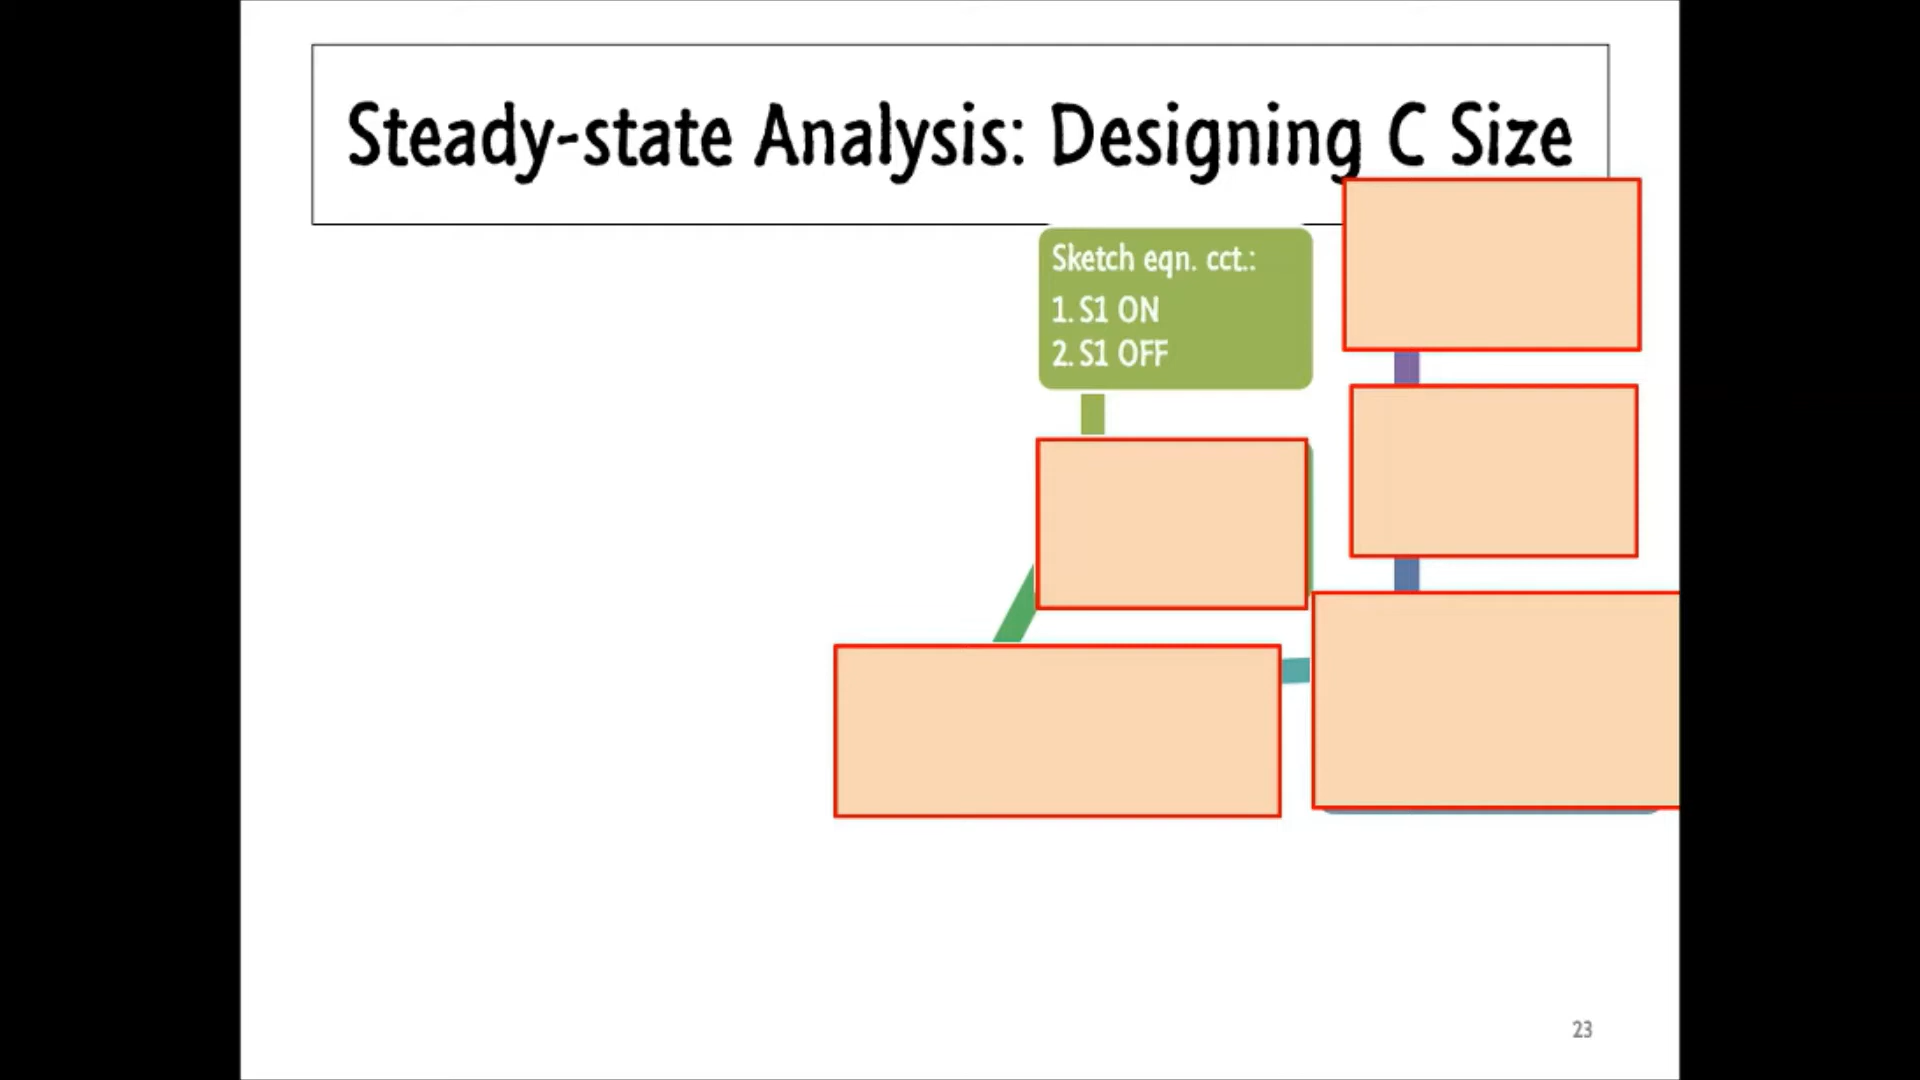 Steady-state Analysis: Designing C Size
Sketch eqn. cct.:
1. S1 ON
2. S1 OFF
23